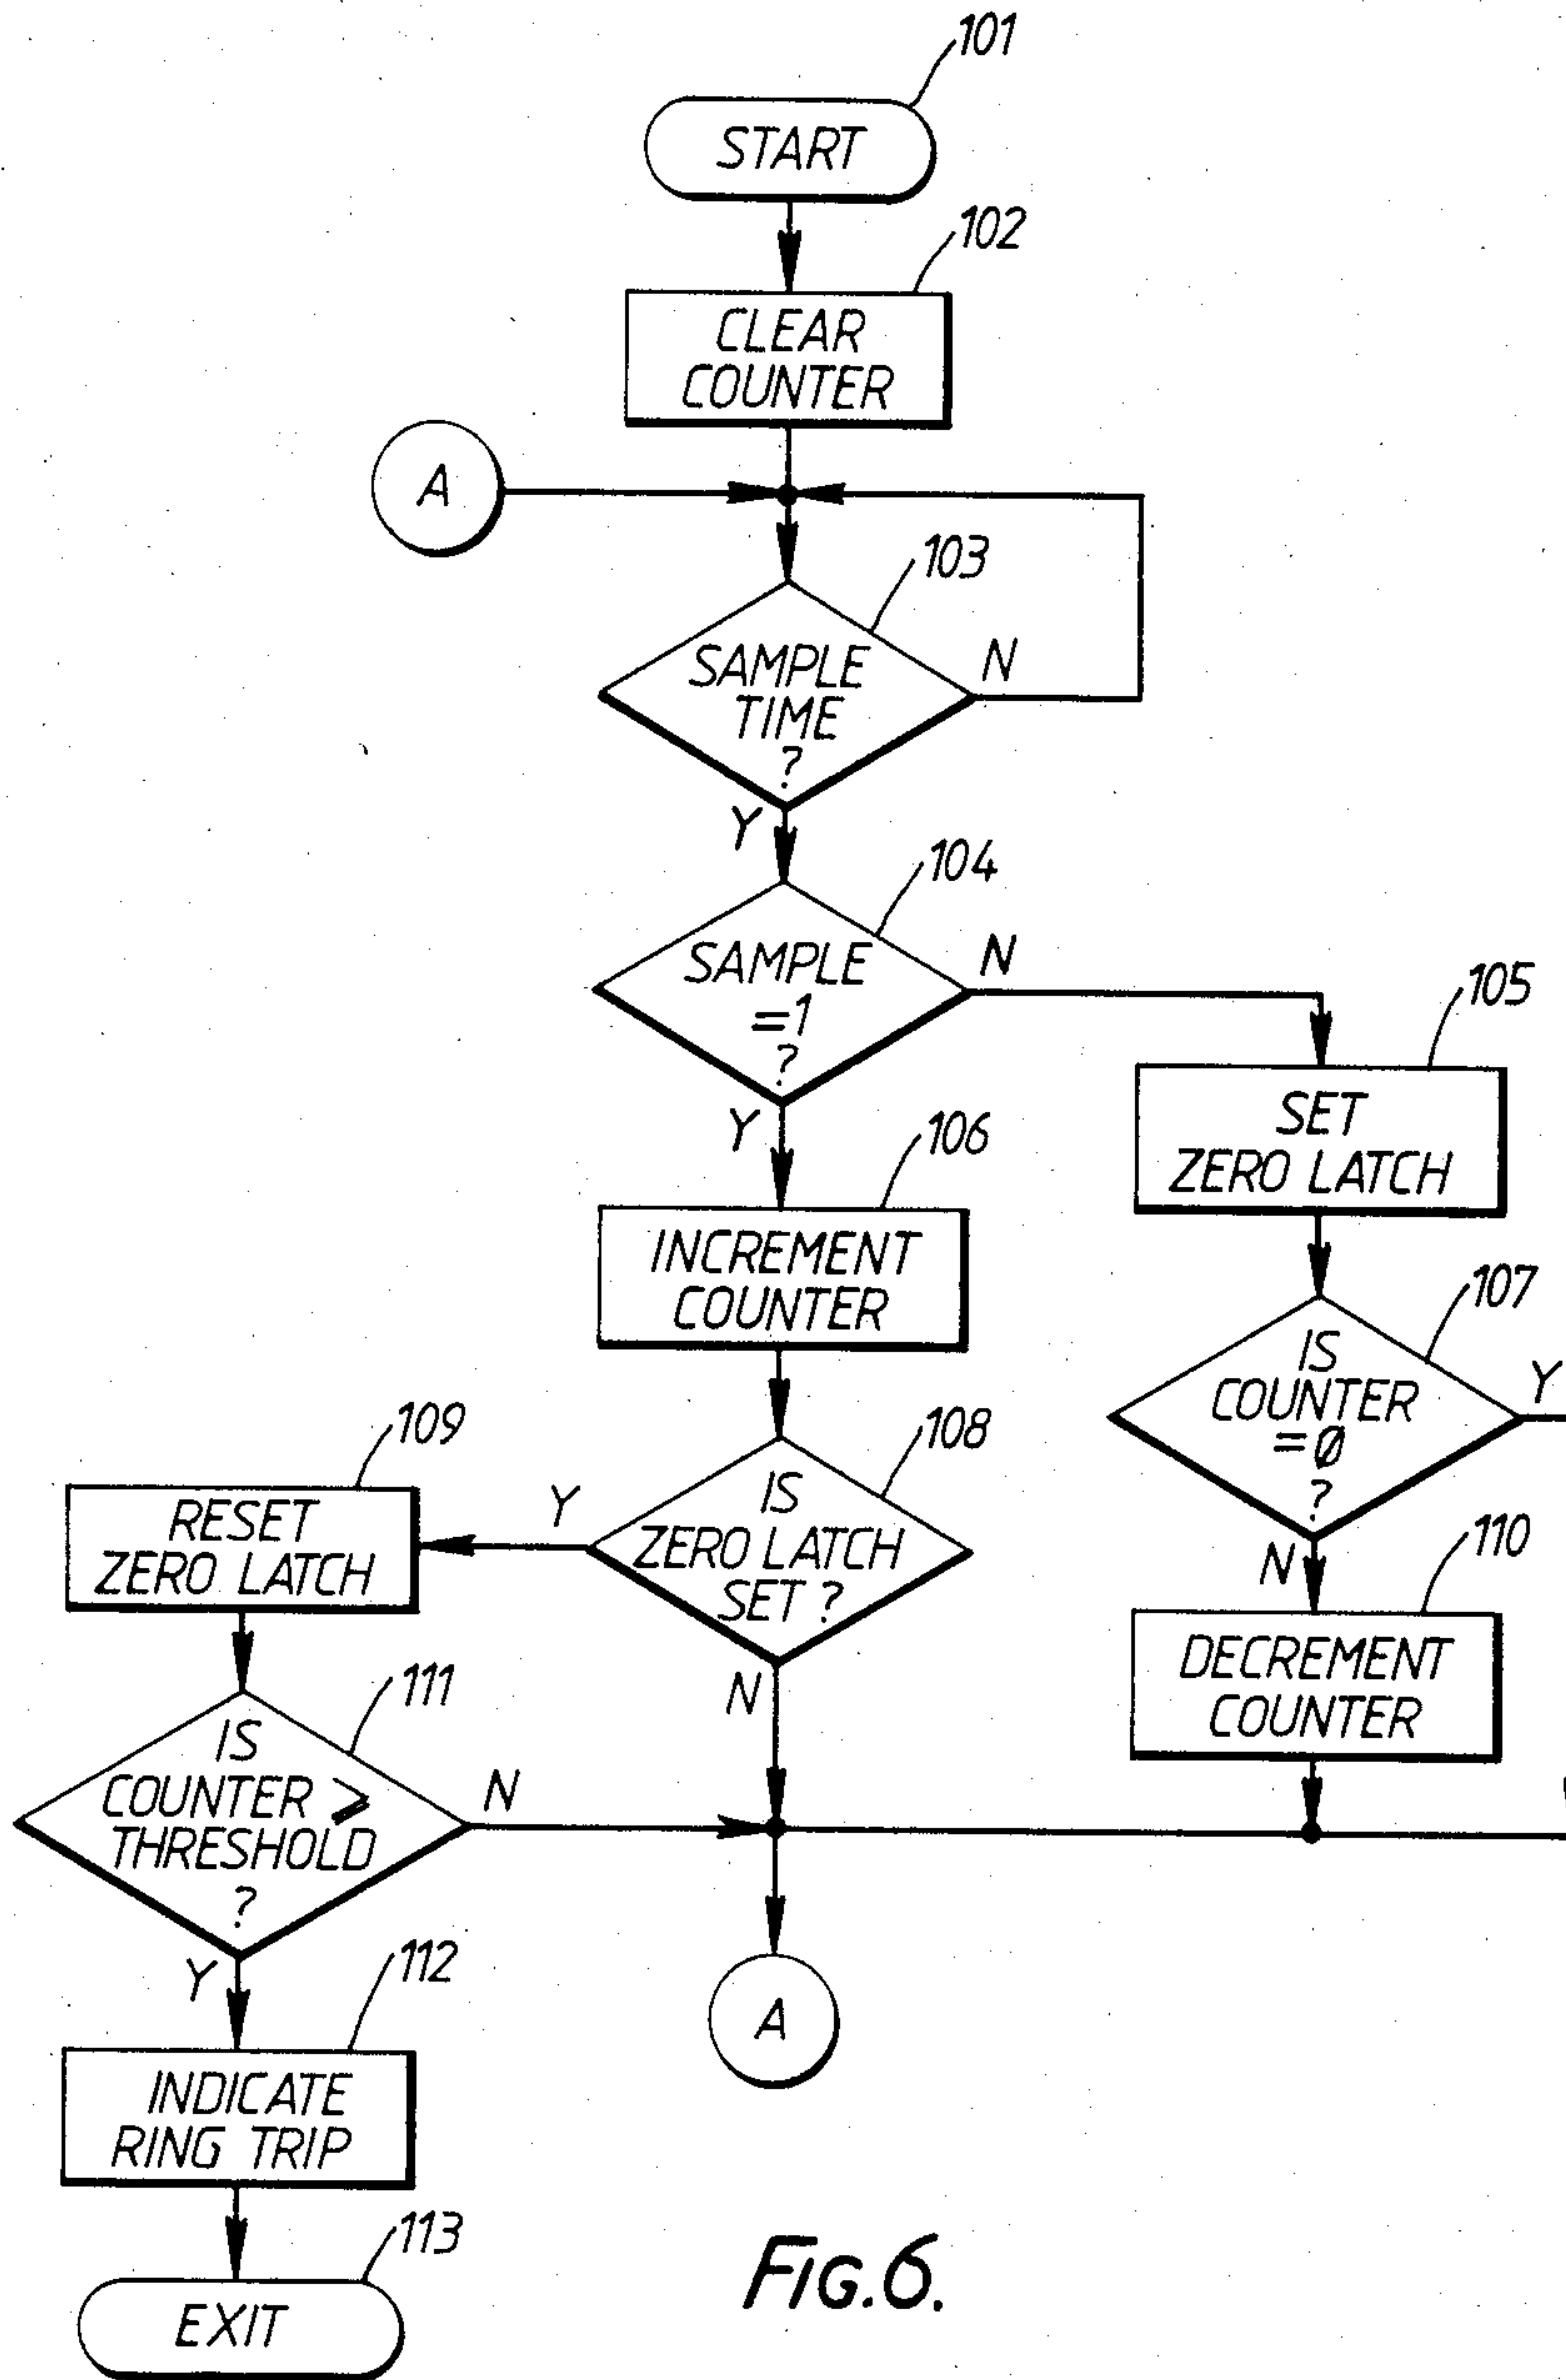 101
START
102
CLEAR
COUNTER
A
103
SAMPLE
TIME
?
N
Y
104
SAMPLE
=1
?
N
Y
105
SET
ZERO LATCH
106
INCREMENT
COUNTER
107
IS
COUNTER
=Ø
?
Y
N
108
IS
ZERO LATCH
SET ?
Y
N
109
RESET
ZERO LATCH
110
DECREMENT
COUNTER
111
IS
COUNTER ⩾
THRESHOLD
?
N
Y
A
112
INDICATE
RING TRIP
113
EXIT
FIG.6.